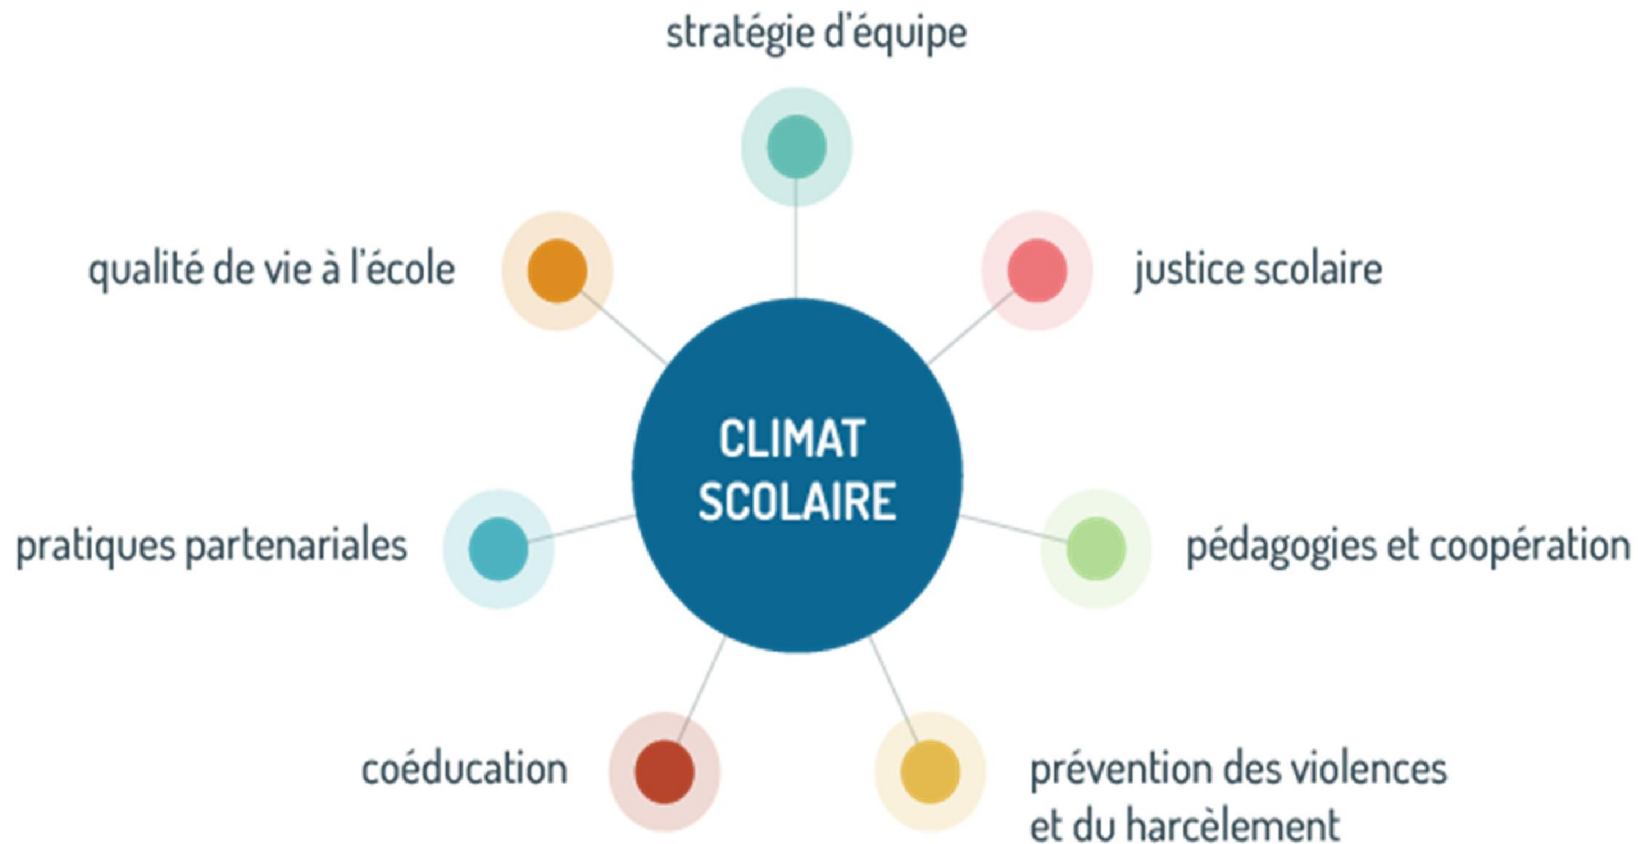 stratégie d'équipe
qualité de vie à l'école
justice scolaire
CLIMAT
SCOLAIRE
pratiques partenariales
pédagogies et coopération
coéducation
prévention des violences
et du harcèlement